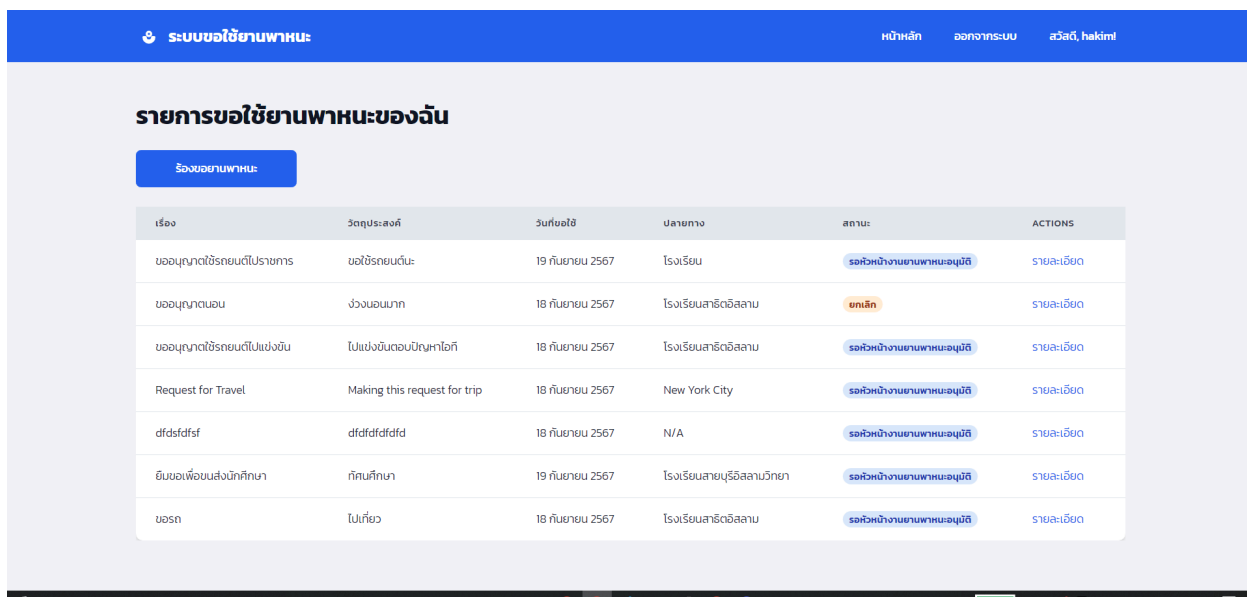 ระบบขอใช้ยานพาหนะ หน้าหลัก ออกจากระบบ สวัสดี, hakim!
รายการขอใช้ยานพาหนะของฉัน
ร้องขอยานพาหนะ
เรื่อง วัตถุประสงค์ วันที่ขอใช้ ปลายทาง สถานะ ACTIONS
ขออนุญาตใช้รถยนต์ไปราชการ ขอใช้รถยนต์นะ 19 กันยายน 2567 โรงเรียน รอหัวหน้างานยานพาหนะอนุมัติ รายละเอียด
ขออนุญาตนอน ง่วงนอนมาก 18 กันยายน 2567 โรงเรียนสาธิตอิสลาม ยกเลิก รายละเอียด
ขออนุญาตใช้รถยนต์ไปแข่งขัน ไปแข่งขันตอบปัญหาไอที 18 กันยายน 2567 โรงเรียนสาธิตอิสลาม รอหัวหน้างานยานพาหนะอนุมัติ รายละเอียด
Request for Travel Making this request for trip 18 กันยายน 2567 New York City รอหัวหน้างานยานพาหนะอนุมัติ รายละเอียด
dfdsfdfsf dfdfdfdfdfd 18 กันยายน 2567 N/A รอหัวหน้างานยานพาหนะอนุมัติ รายละเอียด
ยืมขอเพื่อขนส่งนักศึกษา ทัศนศึกษา 19 กันยายน 2567 โรงเรียนสายบุรีอิสลามวิทยา รอหัวหน้างานยานพาหนะอนุมัติ รายละเอียด
ขอรถ ไปเที่ยว 18 กันยายน 2567 โรงเรียนสาธิตอิสลาม รอหัวหน้างานยานพาหนะอนุมัติ รายละเอียด